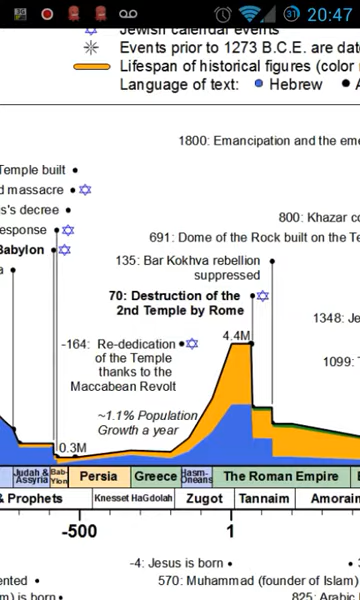 20:47
Jewish calendar events
Events prior to 1273 B.C.E. are dat
Lifespan of historical figures (color
Language of text: Hebrew
1800: Emancipation and the eme
Temple built
d massacre
s's decree
esponse
Babylon
a
800: Khazar co
691: Dome of the Rock built on the Te
135: Bar Kokhva rebellion
suppressed
70: Destruction of the
2nd Temple by Rome
4.4M
-164: Re-dedication
of the Temple
thanks to the
Maccabean Revolt
1348: Je
1099:
~1.1% Population
Growth a year
0.3M
Judah &
Assyria
Bab-
Ylon
Persia
Greece
Hasm-
Oneans
The Roman Empire
& Prophets
Knesset HaGdolah
Zugot
Tannaim
Amorain
-500
1
-4: Jesus is born
ented
570: Muhammad (founder of Islam)
m) is born
825: Arabic